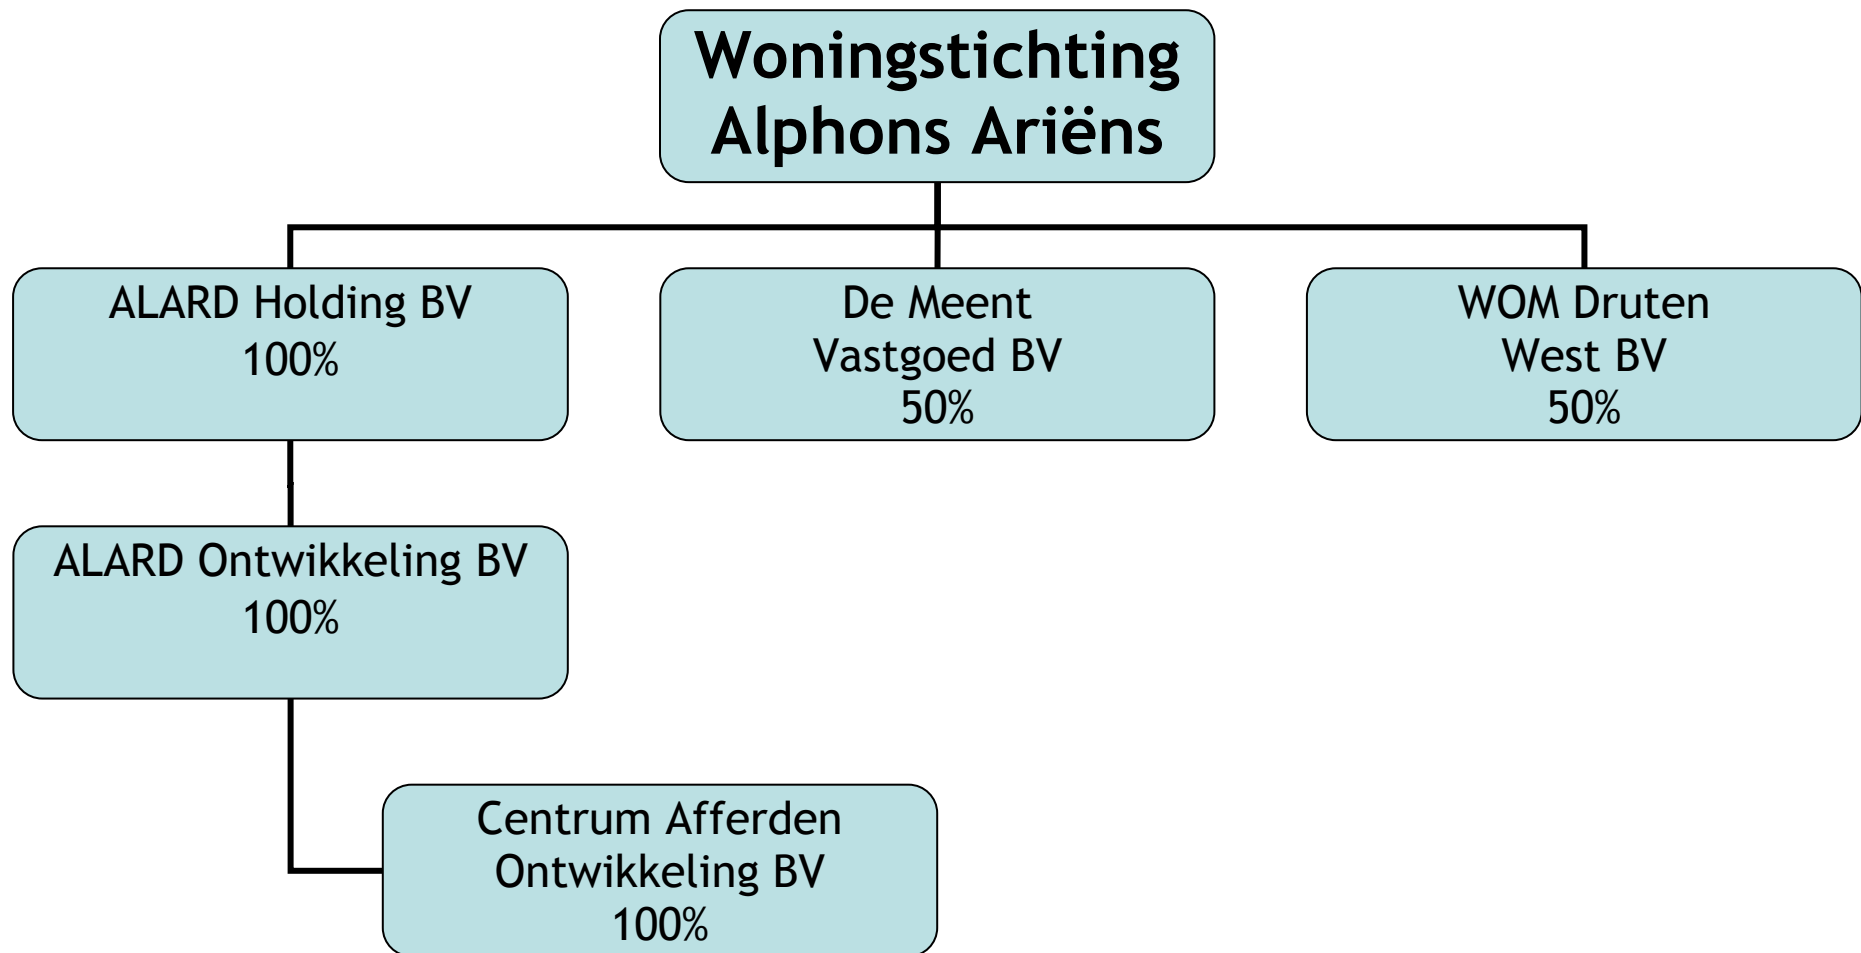 Woningstichting
Alphons Ariëns
ALARD Holding BV
100%
De Meent
Vastgoed BV
50%
WOM Druten
West BV
50%
ALARD Ontwikkeling BV
100%
Centrum Afferden
Ontwikkeling BV
100%